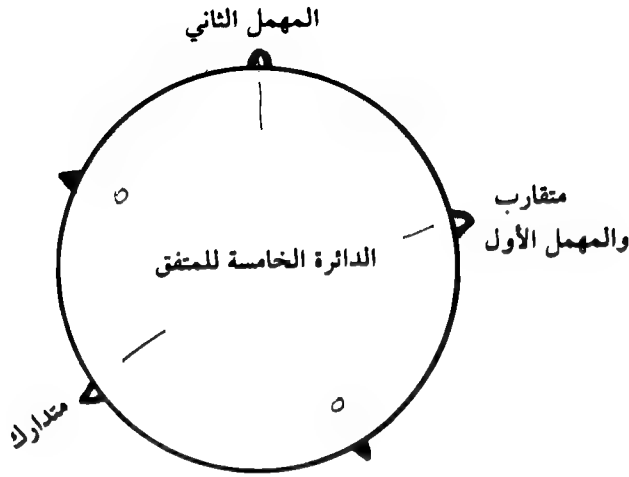 المهمل الثاني
متقارب
والمهمل الأول
الدائرة الخامسة للمتفق
متدارك